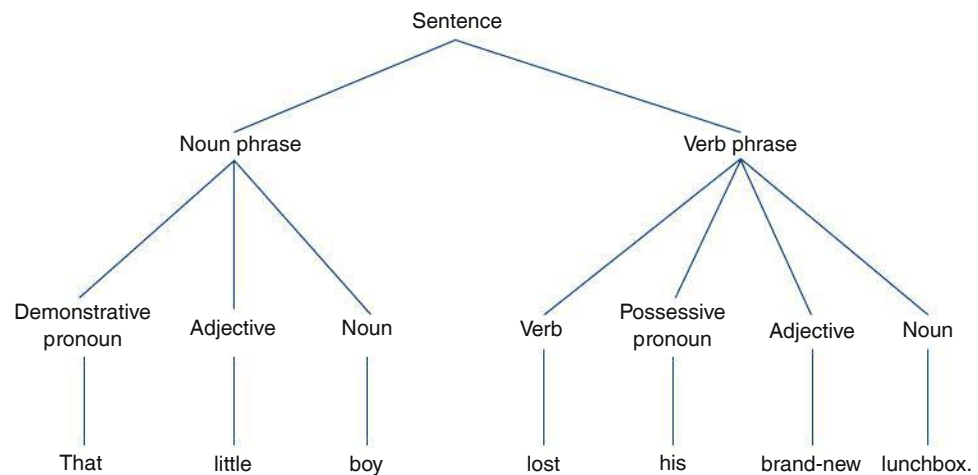 Sentence
Noun phrase
Verb phrase
Demonstrative
pronoun
Adjective
Noun
Verb
Possessive
pronoun
Adjective
Noun
That
little
boy
lost
his
brand-new
lunchbox.